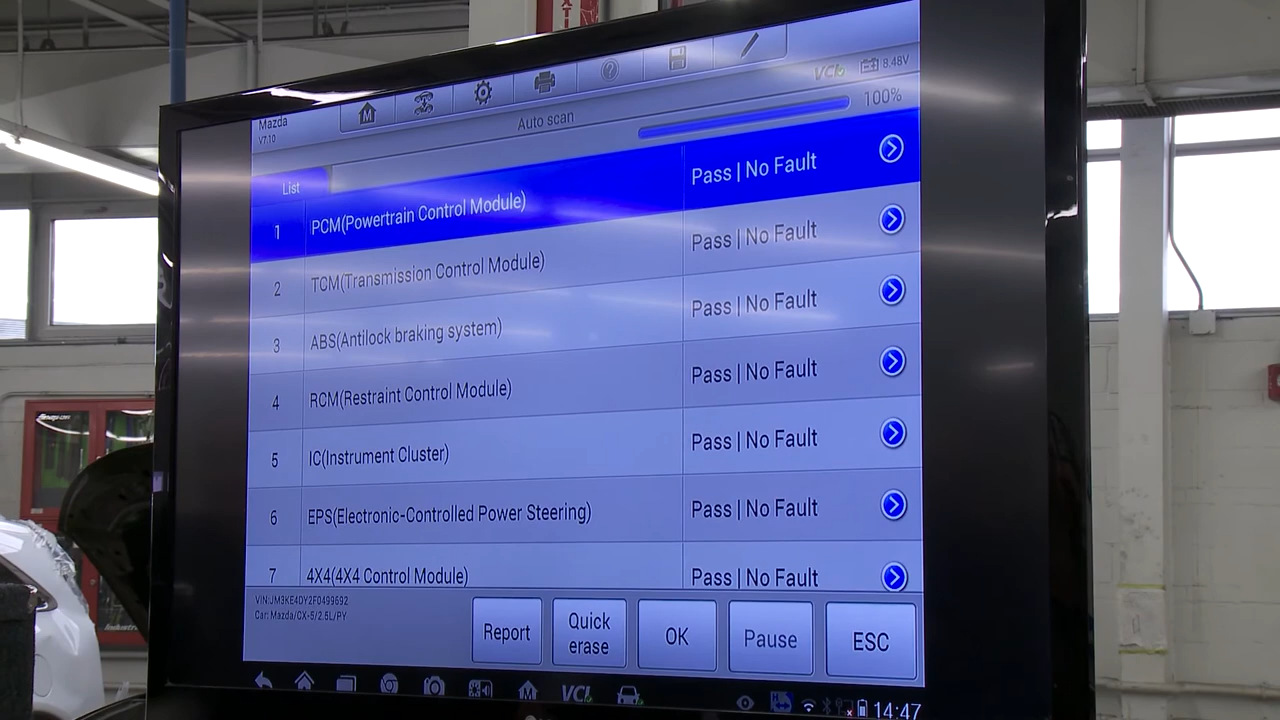 Mazda
V7.10
Auto scan
VCI
8.48V
100%
List
1 PCM(Powertrain Control Module) Pass | No Fault
2 TCM(Transmission Control Module) Pass | No Fault
3 ABS(Antilock braking system) Pass | No Fault
4 RCM(Restraint Control Module) Pass | No Fault
5 IC(Instrument Cluster) Pass | No Fault
6 EPS(Electronic-Controlled Power Steering) Pass | No Fault
7 4X4(4X4 Control Module) Pass | No Fault
VIN:JM3KE4DY2F0499692
Car: Mazda/CX-5/2.5L/PY
Report
Quick
erase
OK
Pause
ESC
VCI
14:47